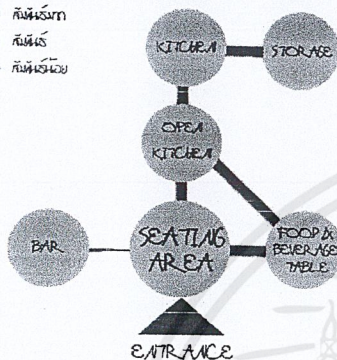 สัมพันธ์มาก
สัมพันธ์
สัมพันธ์น้อย
KITCHEN
STORAGE
OPEN
KITCHEN
BAR
SEATING
AREA
FOOD &
BEVERAGE
TABLE
ENTRANCE